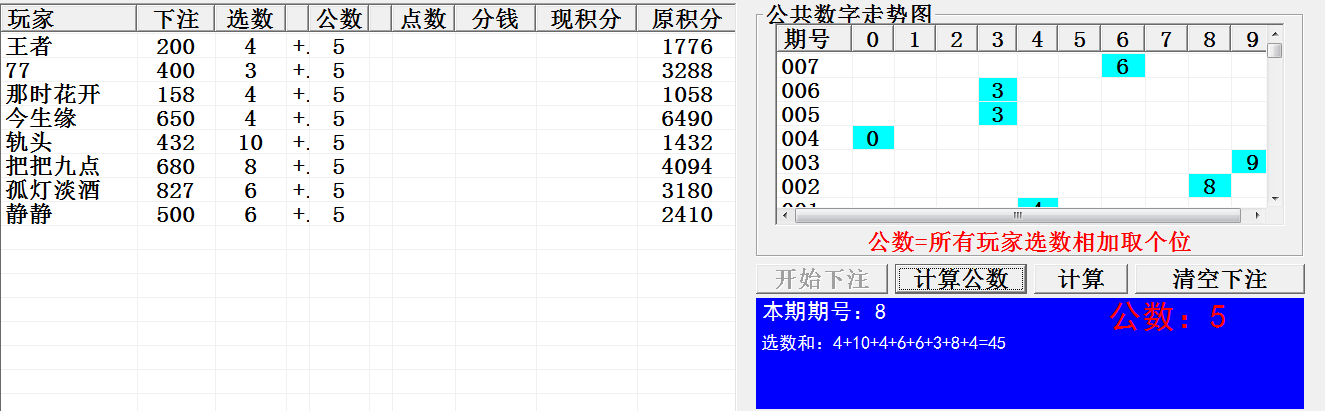 玩家 下注 选数 公数 点数 分钱 现积分 原积分
王者 200 4 +. 5 1776
77 400 3 +. 5 3288
那时花开 158 4 +. 5 1058
今生缘 650 4 +. 5 6490
轨头 432 10 +. 5 1432
把把九点 680 8 +. 5 4094
孤灯淡酒 827 6 +. 5 3180
静静 500 6 +. 5 2410
公共数字走势图
期号 0 1 2 3 4 5 6 7 8 9
007 6
006 3
005 3
004 0
003 9
002 8
001 4
公数=所有玩家选数相加取个位
开始下注 计算公数 计算 清空下注
本期期号：8 公数：5
选数和：4+10+4+6+6+3+8+4=45